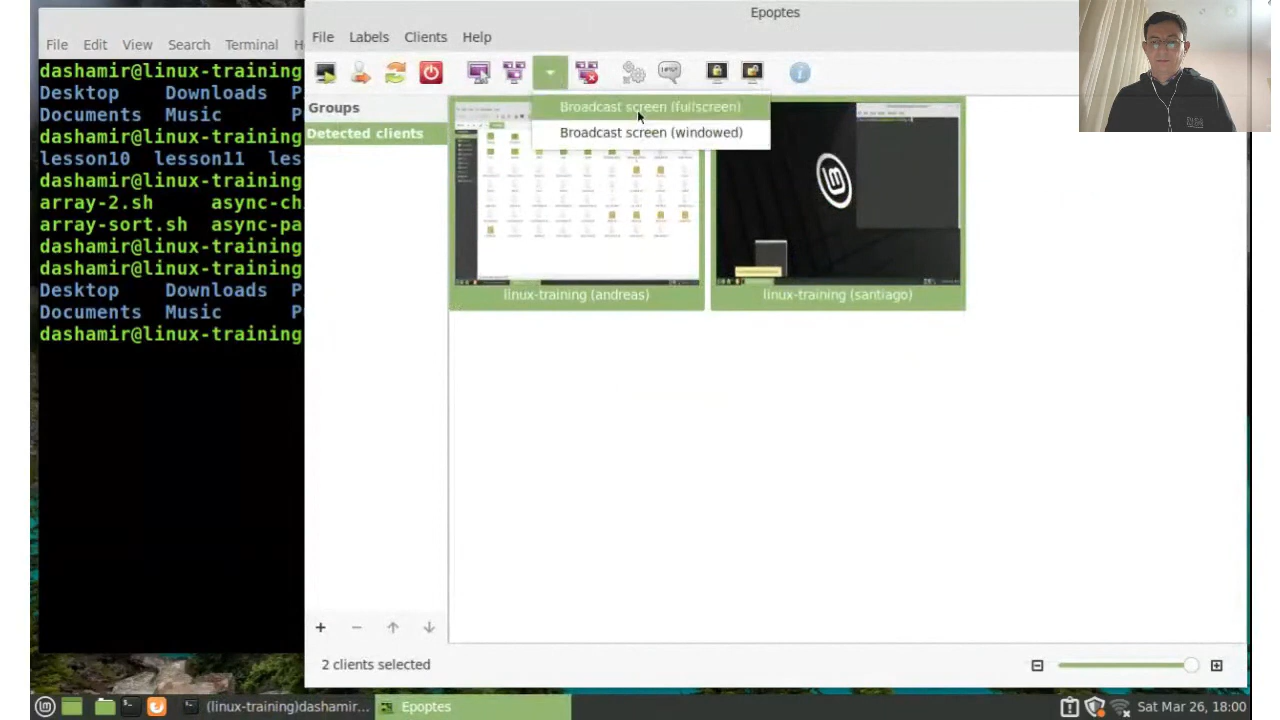 Epoptes
File Edit View Search Terminal H
File Labels Clients Help
dashamir@linux-training
Desktop Downloads P
dashamir@linux-training
lesson10 lesson11 les
dashamir@linux-training
array-2.sh async-ch
array-sort.sh async-pa
dashamir@linux-training
dashamir@linux-training
Desktop Downloads P
Documents Music P
dashamir@linux-training
Groups
Detected clients
Broadcast screen (fullscreen)
Broadcast screen (windowed)
linux-training (andreas)
linux-training (santiago)
2 clients selected
(linux-training)dashamir...
Epoptes
Sat Mar 26, 18:00